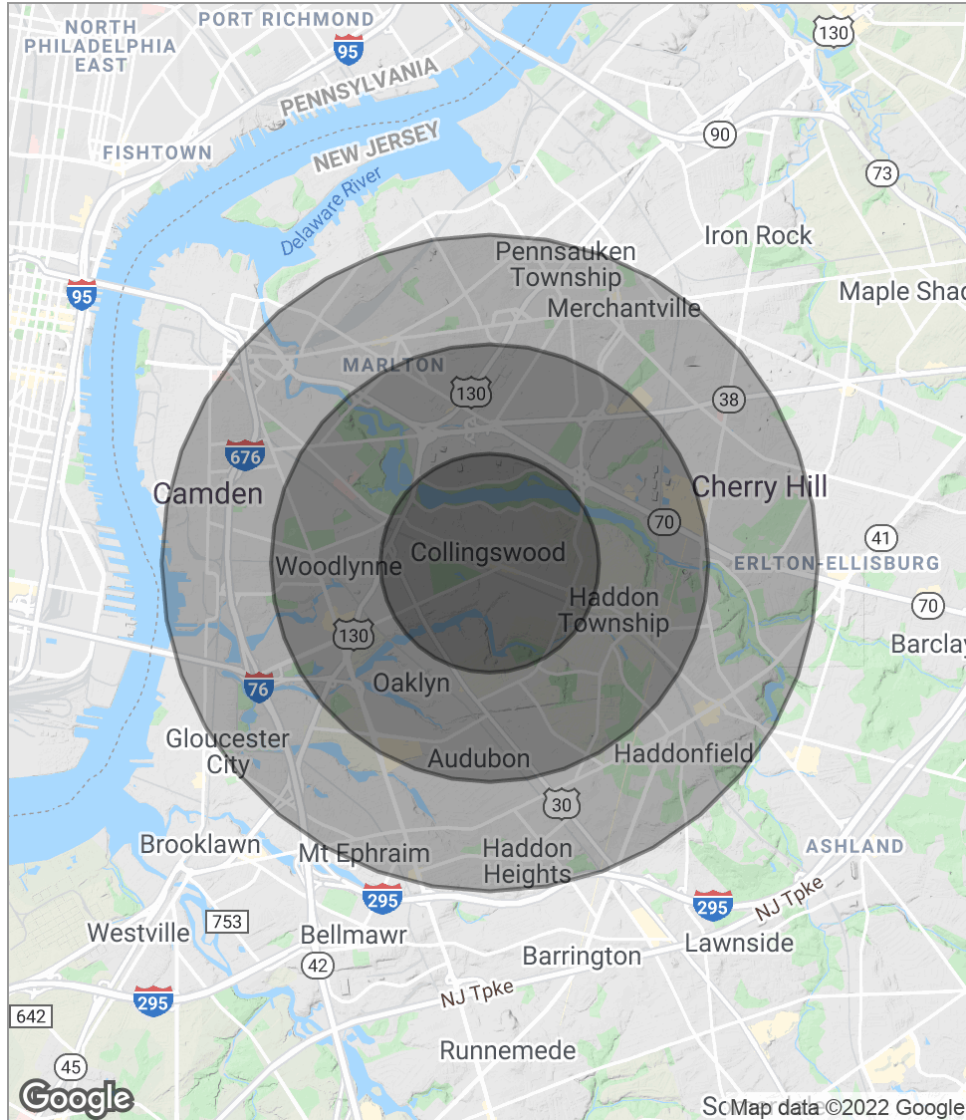 NORTH
PHILADELPHIA
EAST
PORT RICHMOND
95
130
PENNSYLVANIA
NEW JERSEY
FISHTOWN
90
73
Delaware River
Iron Rock
Pennsauken
Township
95
Maple Shad
Merchantville
MARLTON
130
38
676
Camden
Cherry Hill
70
41
Collingswood
Woodlynne
ERLTON-ELLISBURG
Haddon
Township
70
130
Barclay
76
Oaklyn
Gloucester
City
Audubon
Haddonfield
30
Brooklawn
Mt Ephraim
Haddon
Heights
ASHLAND
295
295
NJ Tpke
753
Westville
Bellmawr
Lawnside
Barrington
42
NJ Tpke
295
642
Runnemede
45
Google
Map data ©2022 Google